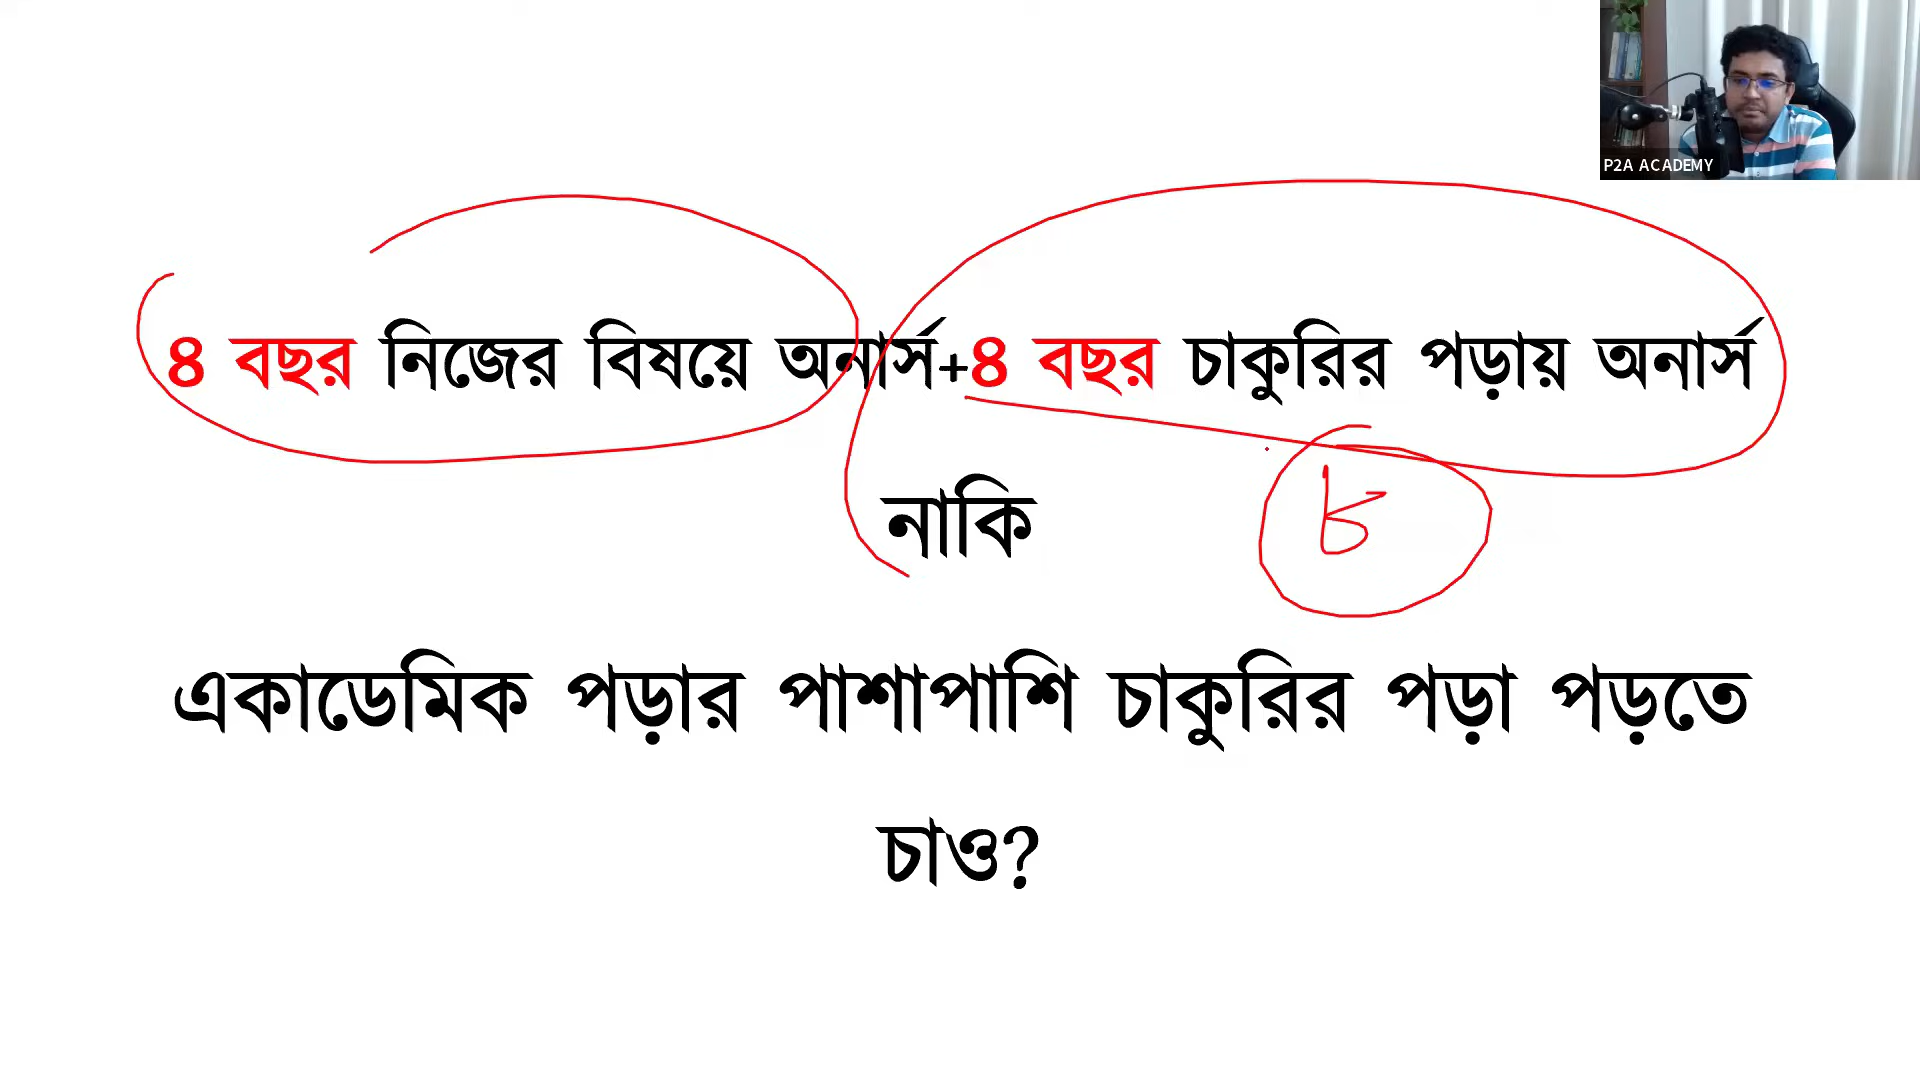 P2A ACADEMY
৪ বছর নিজের বিষয়ে অনার্স+৪ বছর চাকুরির পড়ায় অনার্স
নাকি
৮
একাডেমিক পড়ার পাশাপাশি চাকুরির পড়া পড়তে
চাও?